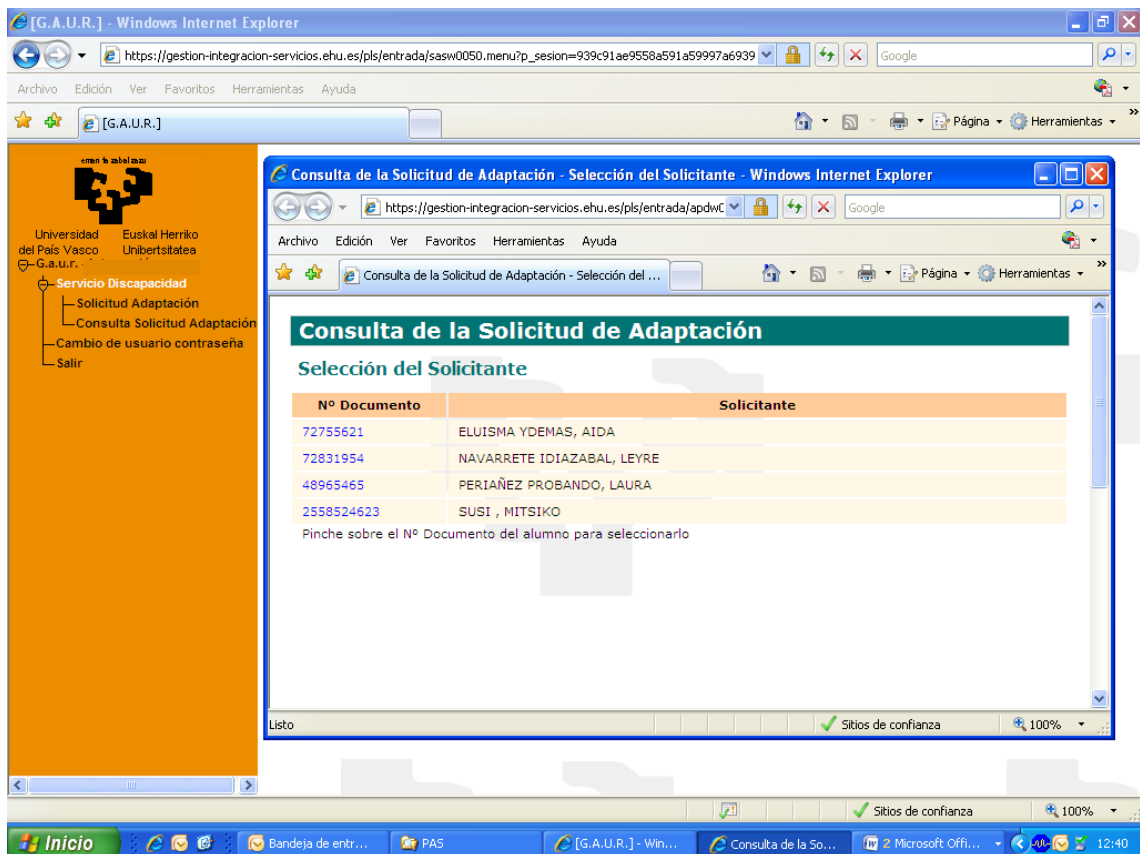 [G.A.U.R.] - Windows Internet Explorer
https://gestion-integracion-servicios.ehu.es/pls/entrada/sasw0050.menu?p_sesion=939c91ae9558a591a59997a6939
Google
Archivo Edición Ver Favoritos Herramientas Ayuda
[G.A.U.R.]
Página Herramientas
eman ta zabal zazu
Universidad del País Vasco
Euskal Herriko Unibertsitatea
G.a.u.r.
Servicio Discapacidad
Solicitud Adaptación
Consulta Solicitud Adaptación
Cambio de usuario contraseña
Salir
Consulta de la Solicitud de Adaptación - Selección del Solicitante - Windows Internet Explorer
https://gestion-integracion-servicios.ehu.es/pls/entrada/apdw
Google
Archivo Edición Ver Favoritos Herramientas Ayuda
Consulta de la Solicitud de Adaptación - Selección del ...
Página Herramientas
Consulta de la Solicitud de Adaptación
Selección del Solicitante
Nº Documento Solicitante
72755621 ELUISMA YDEMAS, AIDA
72831954 NAVARRETE IDIAZABAL, LEYRE
48965465 PERIAÑEZ PROBANDO, LAURA
2558524623 SUSI , MITSIKO
Pinche sobre el Nº Documento del alumno para seleccionarlo
Listo
Sitios de confianza
100%
Sitios de confianza
100%
Inicio
Bandeja de entr...
PAS
[G.A.U.R.] - Win...
Consulta de la So...
2 Microsoft Offi...
12:40